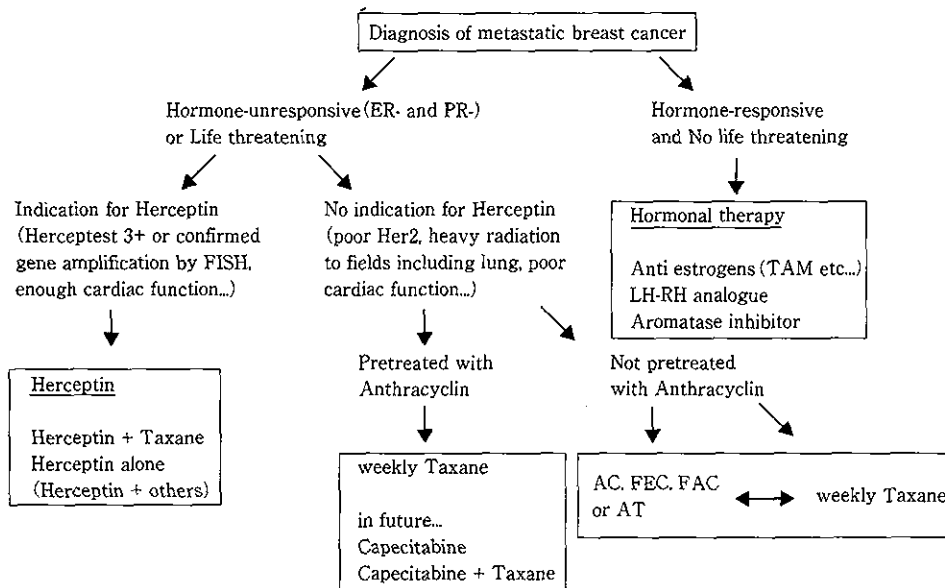 Diagnosis of metastatic breast cancer
Hormone-unresponsive (ER- and PR-)
or Life threatening
Hormone-responsive
and No life threatening
Indication for Herceptin
(Herceptest 3+ or confirmed
gene amplification by FISH,
enough cardiac function...)
No indication for Herceptin
(poor Her2, heavy radiation
to fields including lung, poor
cardiac function...)
Hormonal therapy
Anti estrogens (TAM etc...)
LH-RH analogue
Aromatase inhibitor
Herceptin
Herceptin + Taxane
Herceptin alone
(Herceptin + others)
Pretreated with
Anthracyclin
Not pretreated
with Anthracyclin
weekly Taxane
in future...
Capecitabine
Capecitabine + Taxane
AC, FEC, FAC
or AT
weekly Taxane